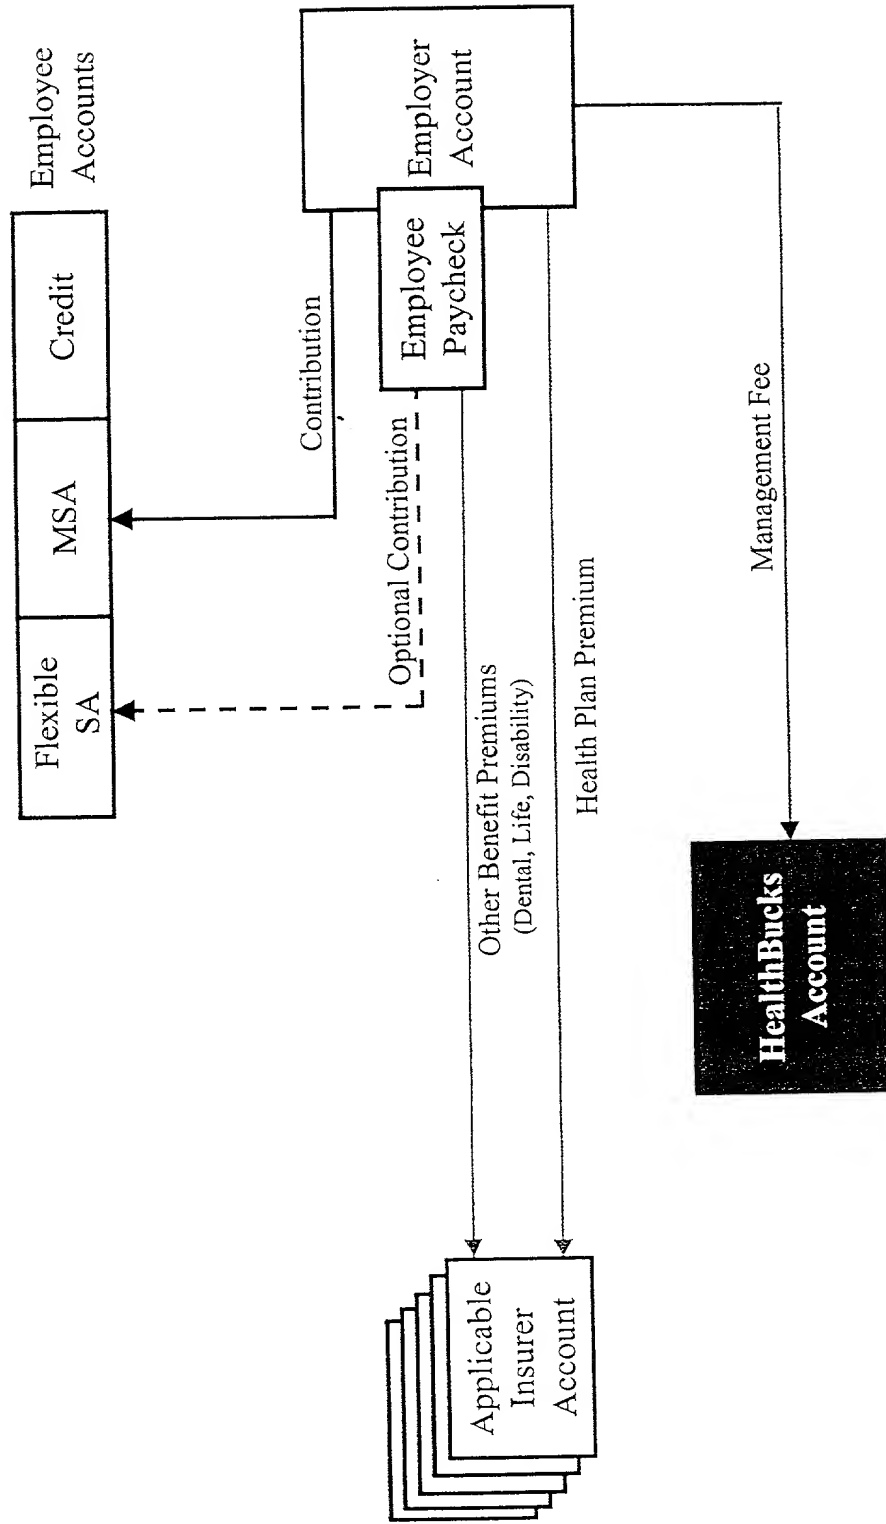 Flexible
SA
MSA
Credit
Employee
Accounts
Contribution
Optional Contribution
Employee
Paycheck
Employer
Account
Other Benefit Premiums
(Dental, Life, Disability)
Health Plan Premium
Applicable
Insurer
Account
Management Fee
HealthBucks
Account